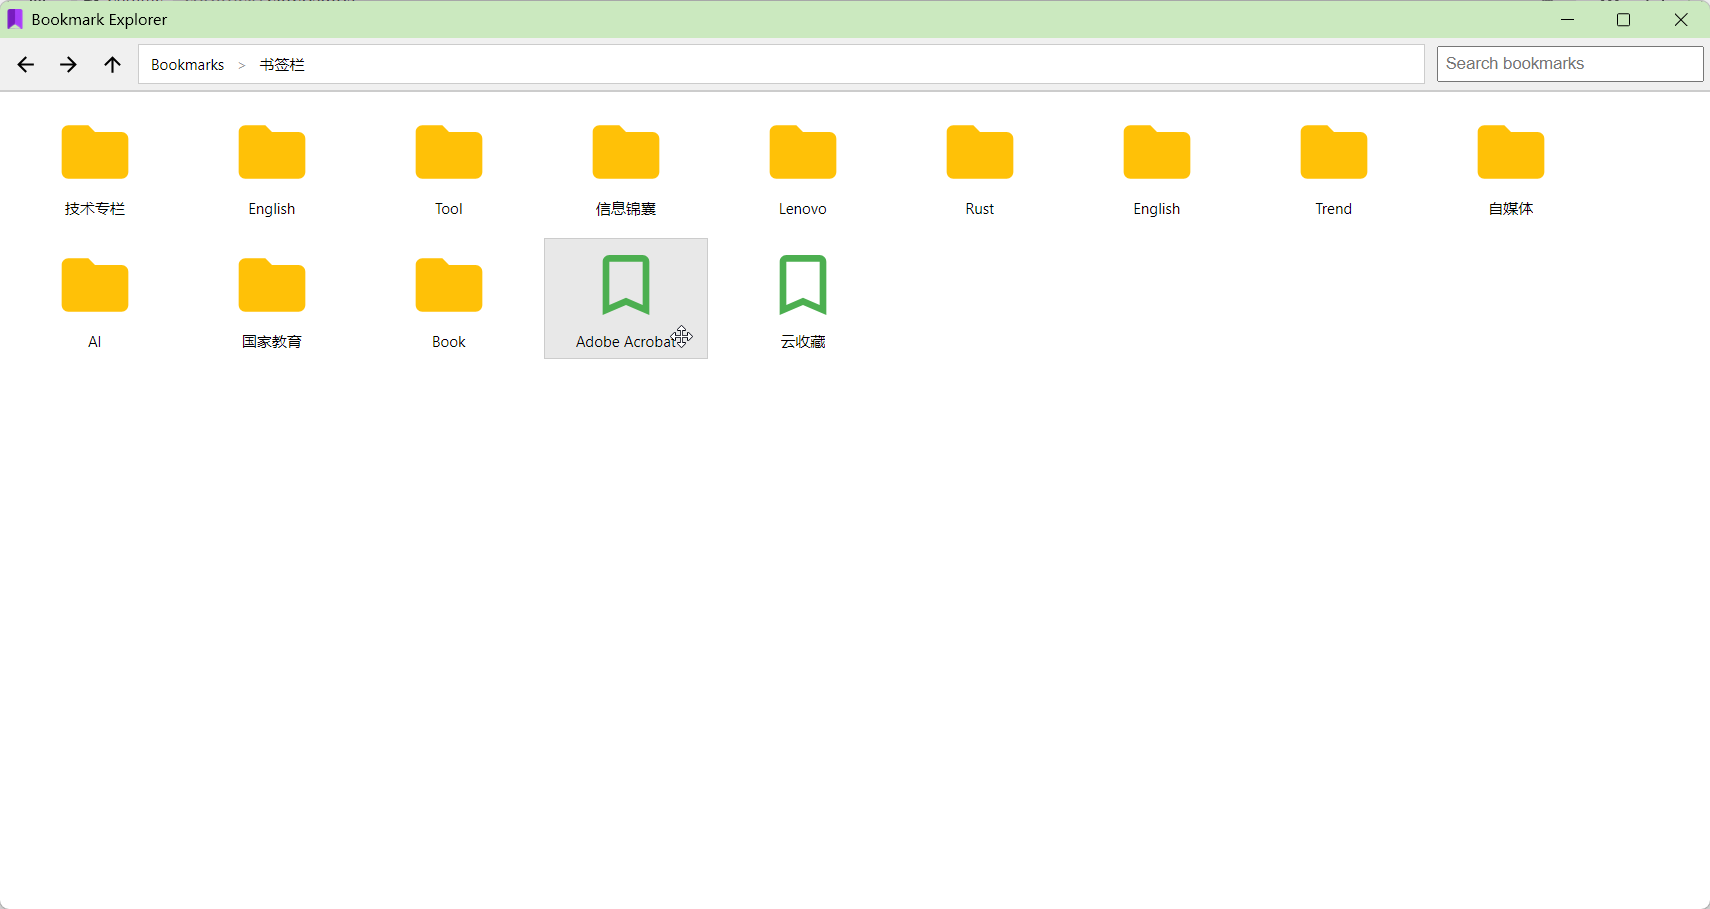 Bookmark Explorer
Bookmarks > 书签栏
Search bookmarks
技术专栏 English Tool 信息锦囊 Lenovo Rust English Trend 自媒体
AI 国家教育 Book Adobe Acrobat 云收藏